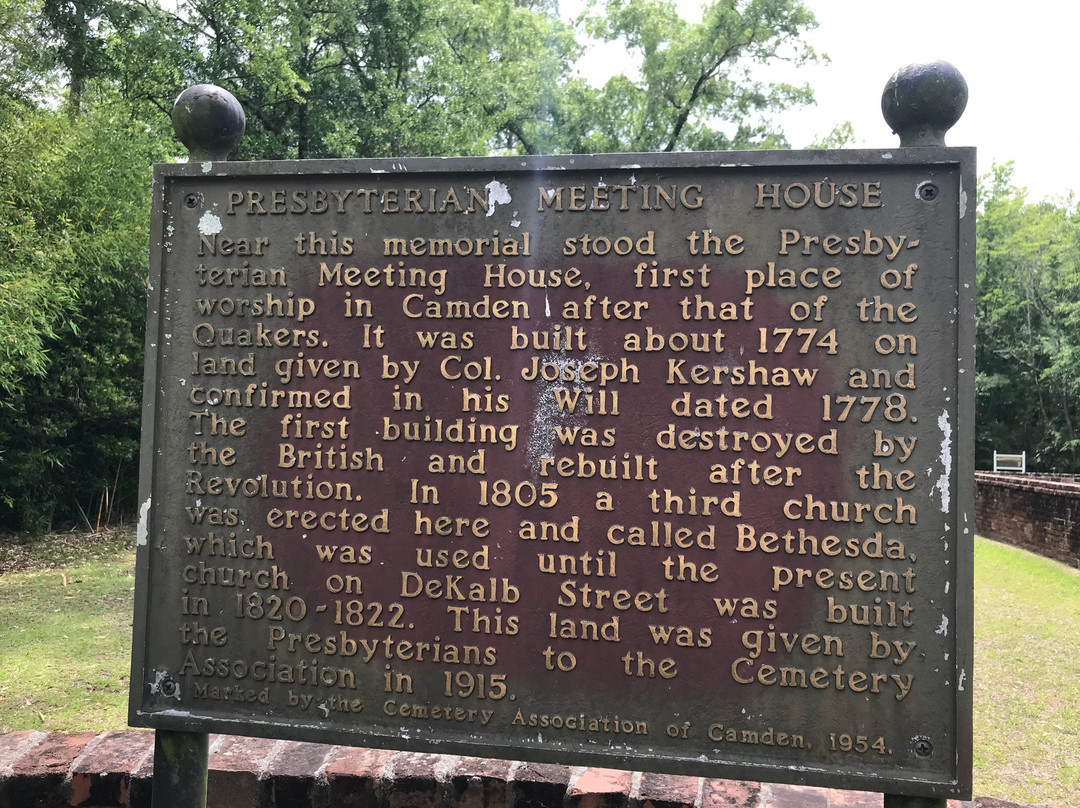 PRESBYTERIAN MEETING HOUSE
Near this memorial stood the Presby-
terian Meeting House, first place of
worship in Camden after that of the
Quakers. It was built about 1774 on
land given by Col. Joseph Kershaw and
confirmed in his Will dated 1778.
The first building was destroyed by
the British and rebuilt after the
Revolution. In 1805 a third church
was erected here and called Bethesda,
which was used until the present
church on DeKalb Street was built
in 1820-1822. This land was given by
the Presbyterians to the Cemetery
Association in 1915.
Marked by the Cemetery Association of Camden, 1954.